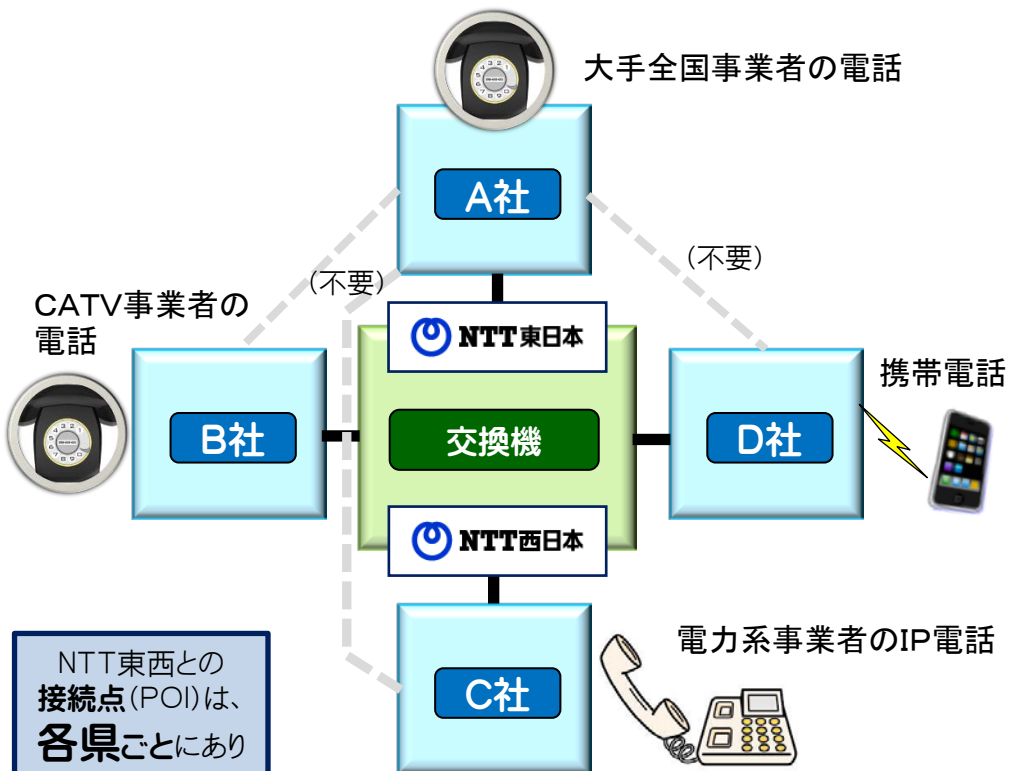 大手全国事業者の電話
A社
(不要)
(不要)
CATV事業者の
電話
NTT東日本
携帯電話
B社
交換機
D社
NTT西日本
電力系事業者のIP電話
C社
NTT東西との
接続点(POI)は、
各県ごとにあり